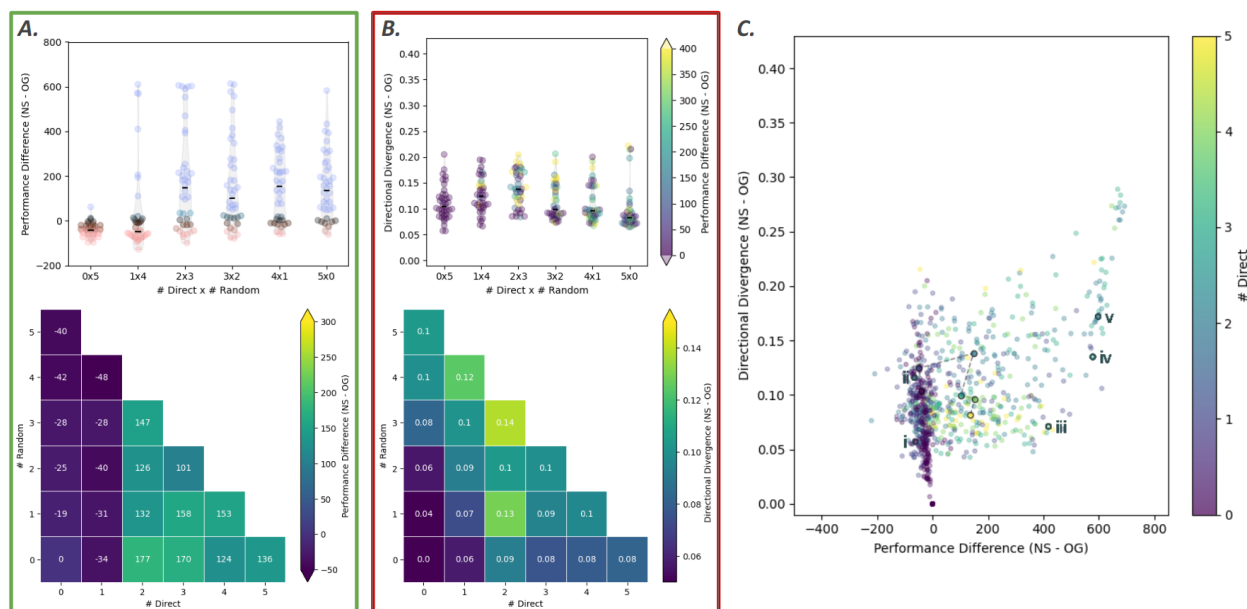 A.
Performance Difference (NS - OG)
800
600
400
200
0
−200
0x5 1x4 2x3 3x2 4x1 5x0
# Direct x # Random
# Random
5
4
3
2
1
0
-40
-42 -48
-28 -28 147
-25 -40 126 101
-19 -31 132 158 153
0 -34 177 170 124 136
0 1 2 3 4 5
# Direct
300
250
200
150
100
50
0
−50
Performance Difference (NS - OG)
B.
Directional Divergence (NS - OG)
0.40
0.35
0.30
0.25
0.20
0.15
0.10
0.05
0.00
0x5 1x4 2x3 3x2 4x1 5x0
# Direct x # Random
400
350
300
250
200
150
100
50
0
Performance Difference (NS - OG)
# Random
5
4
3
2
1
0
0.1
0.1 0.12
0.08 0.1 0.14
0.06 0.09 0.1 0.1
0.04 0.07 0.13 0.09 0.1
0.0 0.06 0.09 0.08 0.08 0.08
0 1 2 3 4 5
# Direct
0.14
0.12
0.10
0.08
0.06
Directional Divergence (NS - OG)
C.
Directional Divergence (NS - OG)
0.40
0.35
0.30
0.25
0.20
0.15
0.10
0.05
0.00
v
iv
ii
iii
i
−400 −200 0 200 400 600 800
Performance Difference (NS - OG)
5
4
3
2
1
0
# Direct